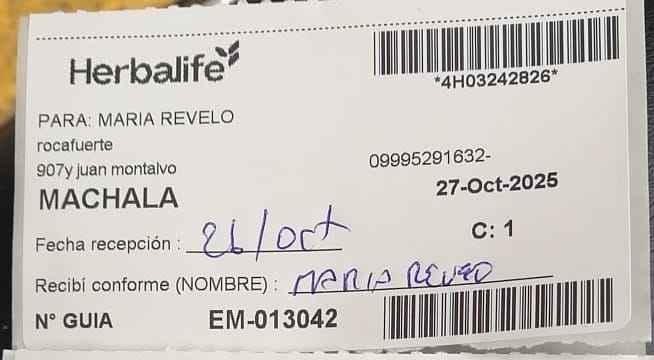 Herbalife
*4H03242826*
PARA: MARIA REVELO
rocafuerte
907y juan montalvo
09995291632-
MACHALA
27-Oct-2025
Fecha recepción : 26/oct
C: 1
Recibí conforme (NOMBRE) : MARIA REVELO
N° GUIA EM-013042